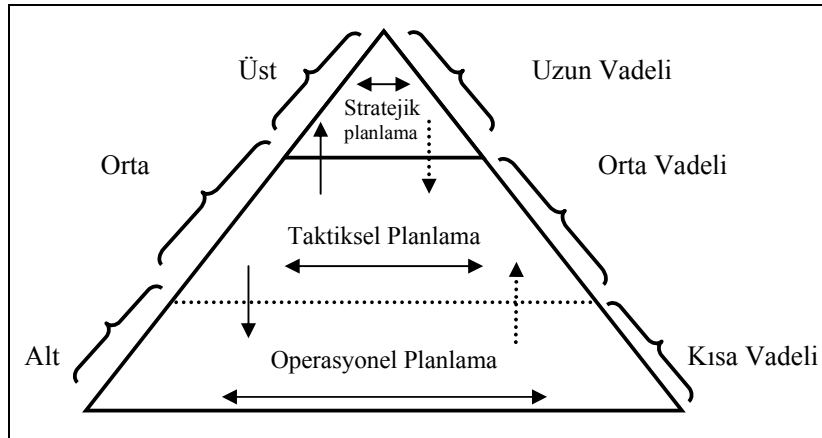 Üst
Uzun Vadeli
Stratejik
planlama
Orta
Orta Vadeli
Taktiksel Planlama
Alt
Operasyonel Planlama
Kısa Vadeli